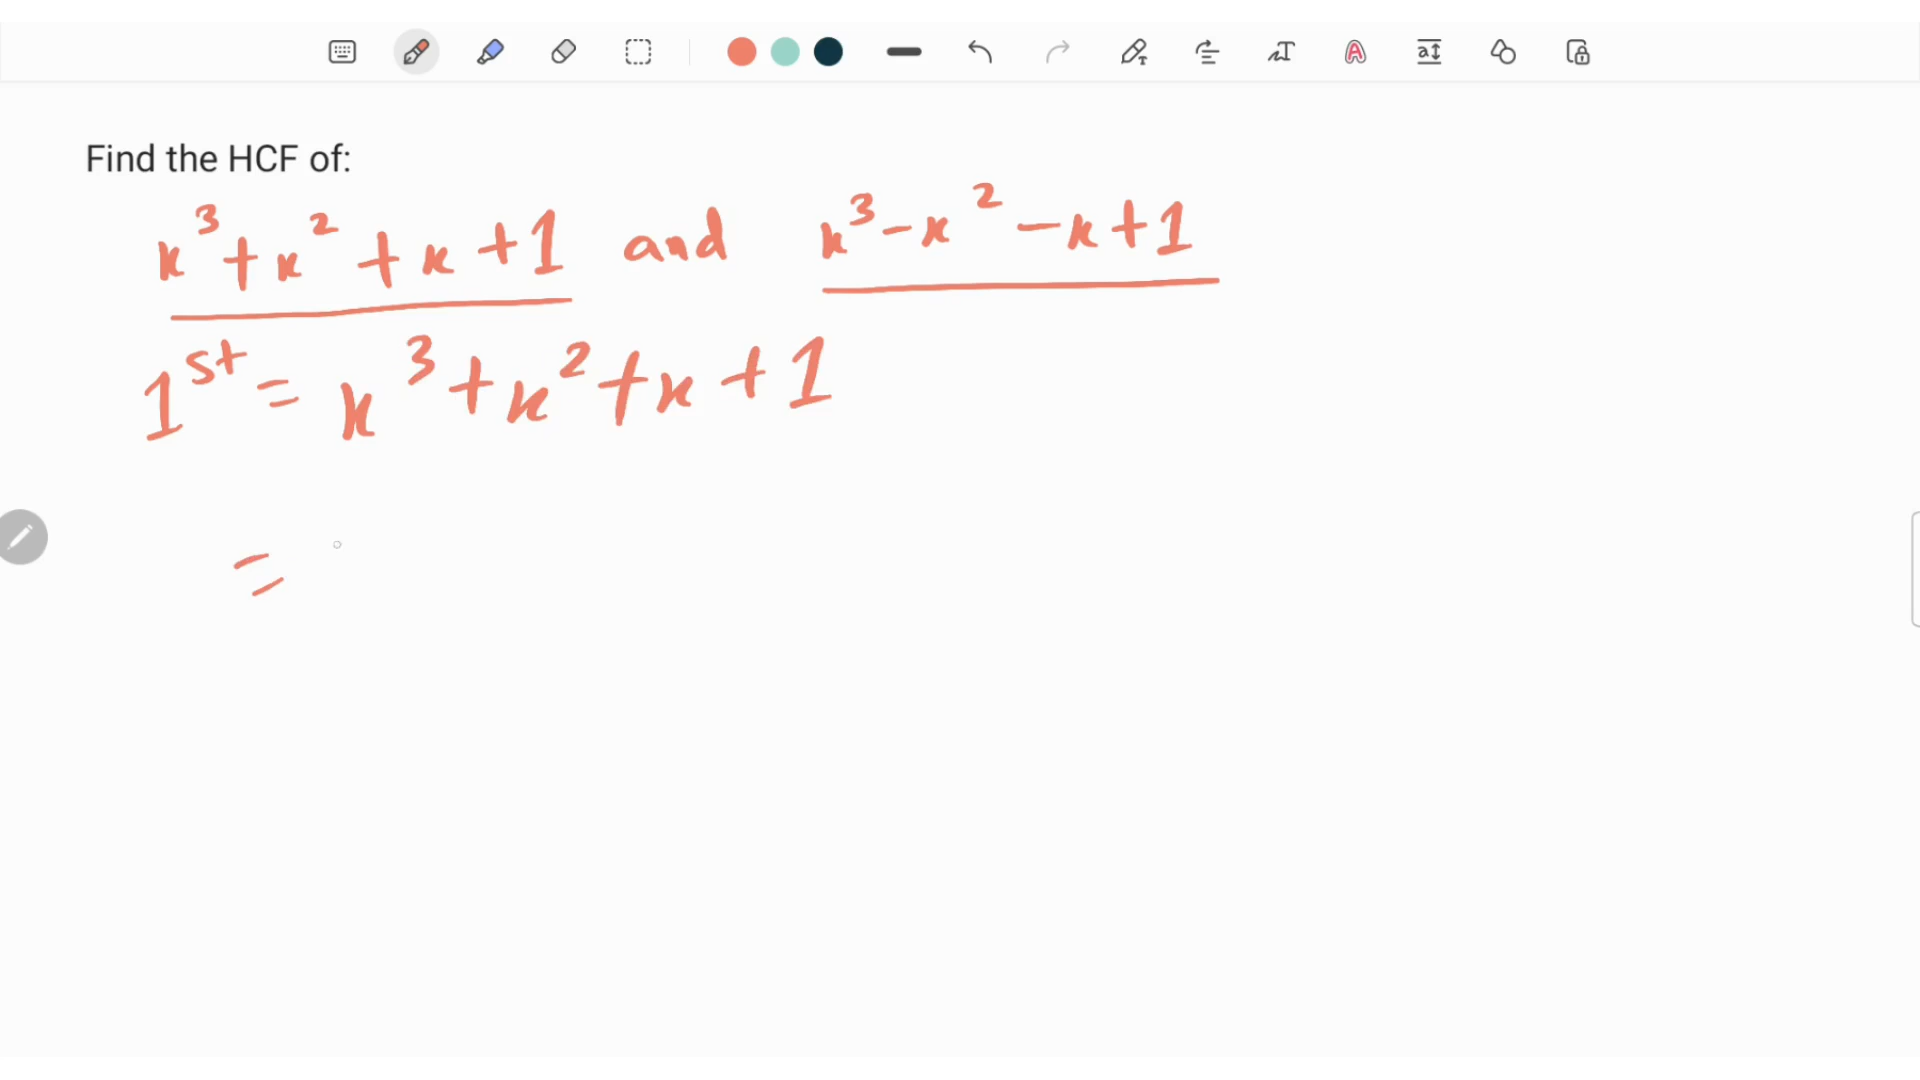 Find the HCF of:
x³+x²+x+1 and x³-x²-x+1
1st = x³+x²+x+1
=